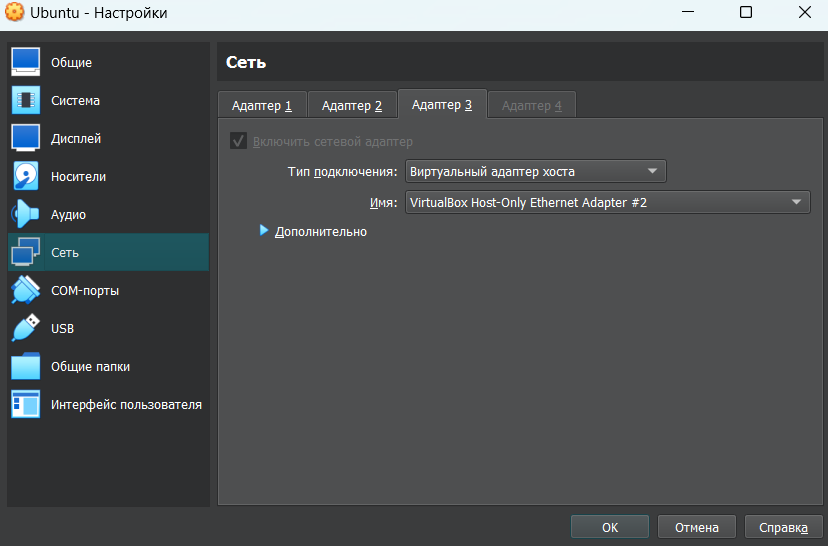 Ubuntu - Настройки
Общие
Система
Дисплей
Носители
Аудио
Сеть
COM-порты
USB
Общие папки
Интерфейс пользователя
Сеть
Адаптер 1 Адаптер 2 Адаптер 3 Адаптер 4
Включить сетевой адаптер
Тип подключения: Виртуальный адаптер хоста
Имя: VirtualBox Host-Only Ethernet Adapter #2
Дополнительно
OK Отмена Справка